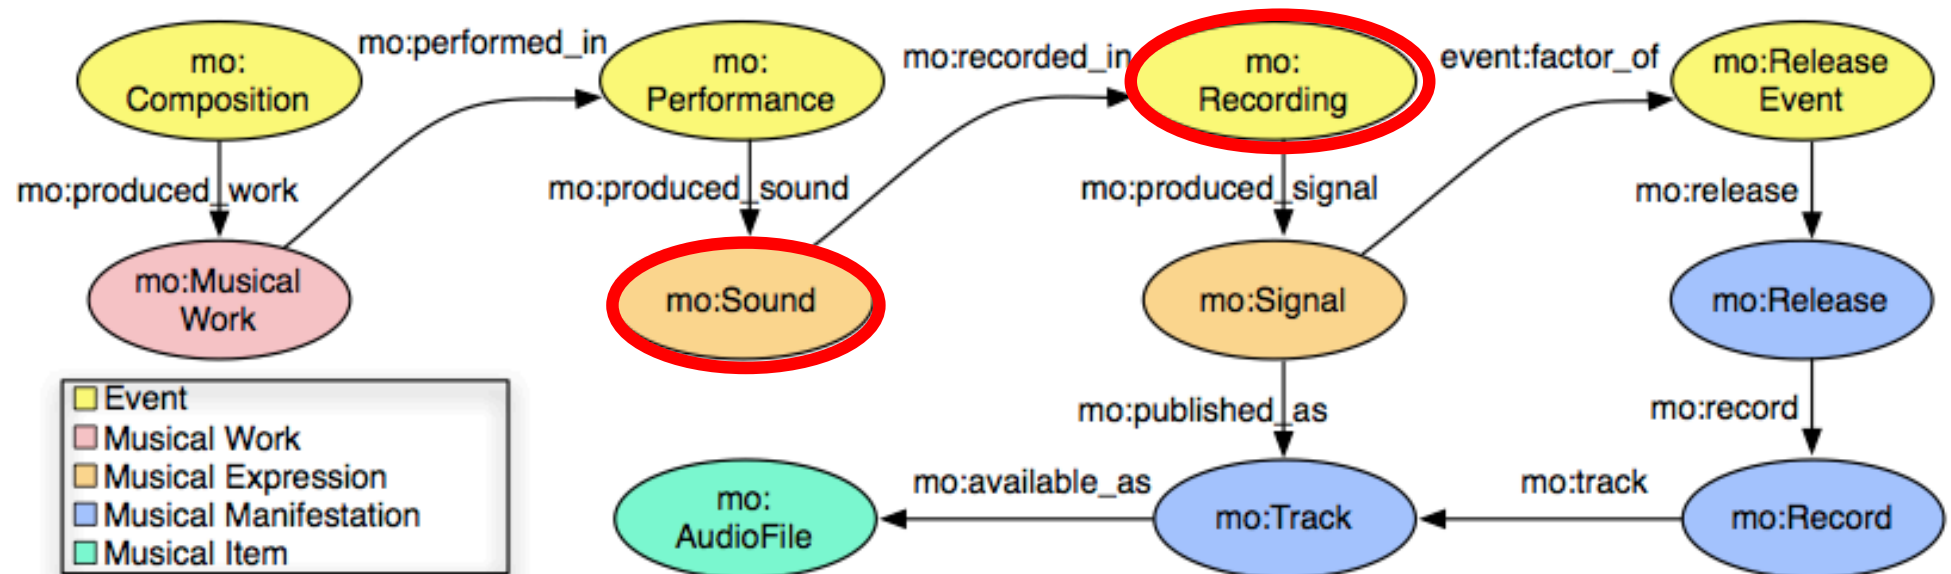 mo:
Composition
mo:performed_in
mo:
Performance
mo:recorded_in
mo:
Recording
event:factor_of
mo:Release
Event
mo:produced_work
mo:produced_sound
mo:produced_signal
mo:release
mo:Musical
Work
mo:Sound
mo:Signal
mo:Release
Event
Musical Work
Musical Expression
Musical Manifestation
Musical Item
mo:published_as
mo:record
mo:
AudioFile
mo:available_as
mo:Track
mo:track
mo:Record